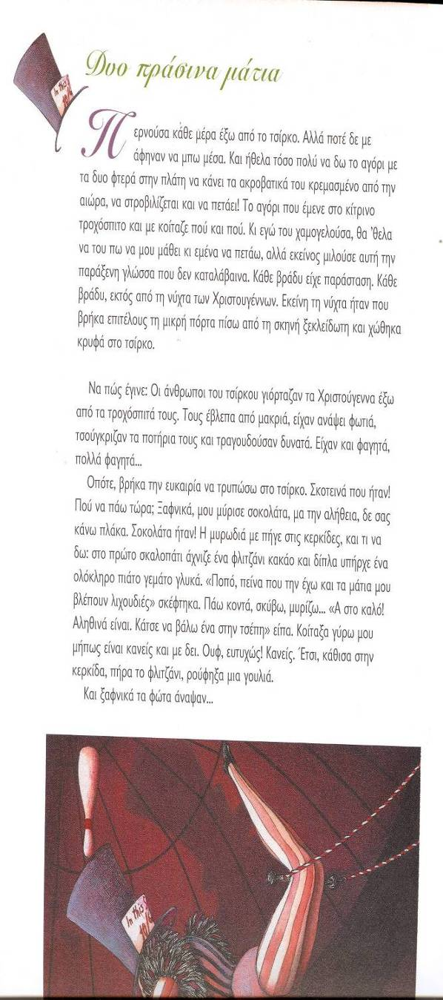 In this
10/6
Δυο πράσινα μάτια
Περνούσα κάθε μέρα έξω από το τσίρκο. Αλλά ποτέ δε με
άφηναν να μπω μέσα. Και ήθελα τόσο πολύ να δω το αγόρι με
τα δυο φτερά στην πλάτη να κάνει τα ακροβατικά του κρεμασμένο από την
αιώρα, να στροβιλίζεται και να πετάει! Το αγόρι που έμενε στο κίτρινο
τροχόσπιτο και με κοίταζε πού και πού. Κι εγώ του χαμογελούσα, θα 'θελα
να του πω να μου μάθει κι εμένα να πετάω, αλλά εκείνος μιλούσε αυτή την
παράξενη γλώσσα που δεν καταλάβαινα. Κάθε βράδυ είχε παράσταση. Κάθε
βράδυ, εκτός από τη νύχτα των Χριστουγέννων. Εκείνη τη νύχτα ήταν που
βρήκα επιτέλους τη μικρή πόρτα πίσω από τη σκηνή ξεκλείδωτη και χώθηκα
κρυφά στο τσίρκο.
Να πώς έγινε: Οι άνθρωποι του τσίρκου γιόρταζαν τα Χριστούγεννα έξω
από τα τροχόσπιτά τους. Τους έβλεπα από μακριά, είχαν ανάψει φωτιά,
τσούγκριζαν τα ποτήρια τους και τραγουδούσαν δυνατά. Είχαν και φαγητά,
πολλά φαγητά...
Οπότε, βρήκα την ευκαιρία να τρυπώσω στο τσίρκο. Σκοτεινά που ήταν!
Πού να πάω τώρα; Ξαφνικά, μου μύρισε σοκολάτα, μα την αλήθεια, δε σας
κάνω πλάκα. Σοκολάτα ήταν! Η μυρωδιά με πήγε στις κερκίδες, και τι να
δω: στο πρώτο σκαλοπάτι άχνιζε ένα φλιτζάνι κακάο και δίπλα υπήρχε ένα
ολόκληρο πιάτο γεμάτο γλυκά. «Ποπό, πείνα που την έχω και τα μάτια μου
βλέπουν λιχουδιές» σκέφτηκα. Πάω κοντά, σκύβω, μυρίζω... «Α στο καλό!
Αληθινά είναι. Κάτσε να βάλω ένα στην τσέπη» είπα. Κοίταξα γύρω μου
μήπως είναι κανείς και με δει. Ουφ, ευτυχώς! Κανείς. Έτσι, κάθισα στην
κερκίδα, πήρα το φλιτζάνι, ρούφηξα μια γουλιά.
Και ξαφνικά τα φώτα άναψαν...
In this